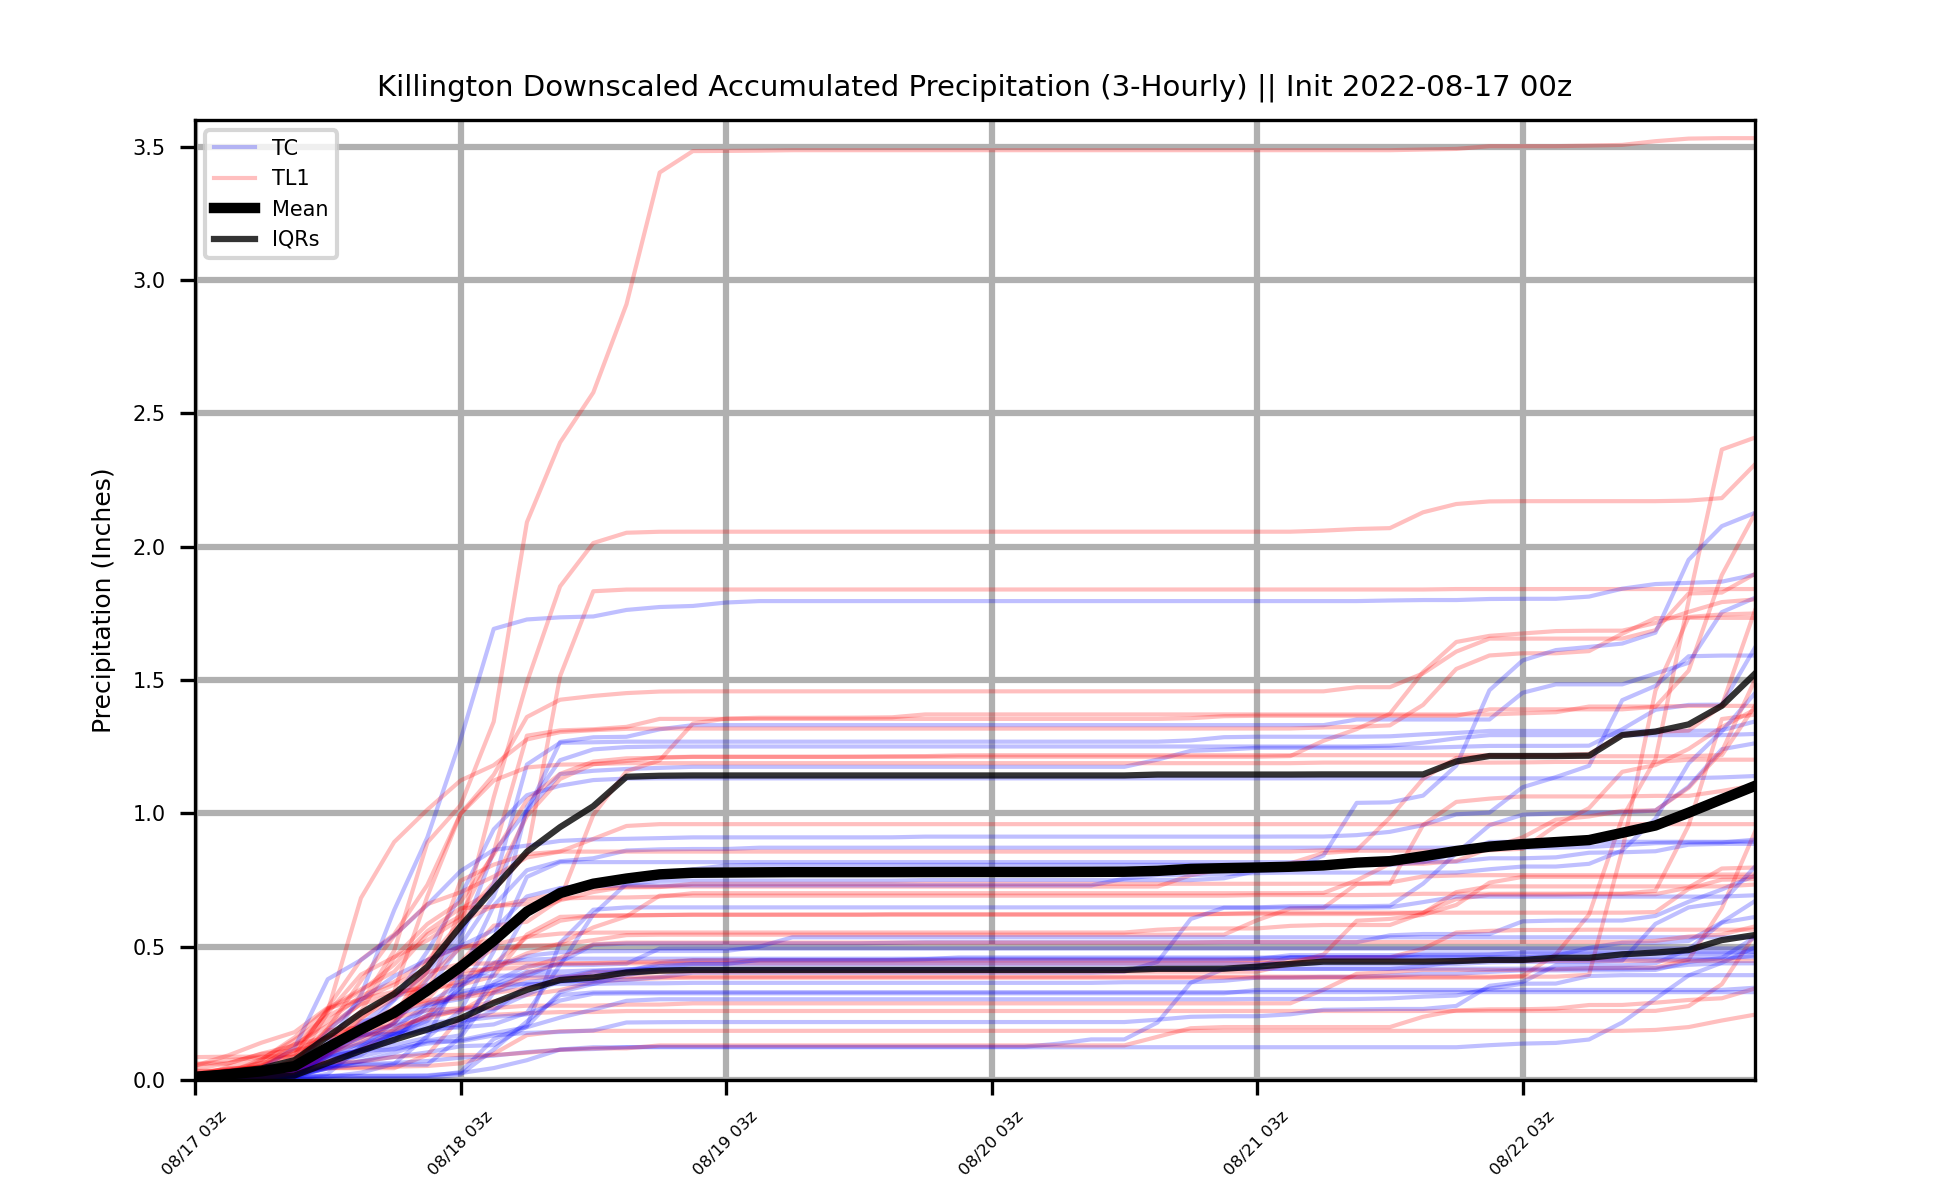 Killington Downscaled Accumulated Precipitation (3-Hourly) || Init 2022-08-17 00z
TC
TL1
Mean
IQRs
Precipitation (Inches)
3.5
3.0
2.5
2.0
1.5
1.0
0.5
0.0
08/17 03z
08/18 03z
08/19 03z
08/20 03z
08/21 03z
08/22 03z